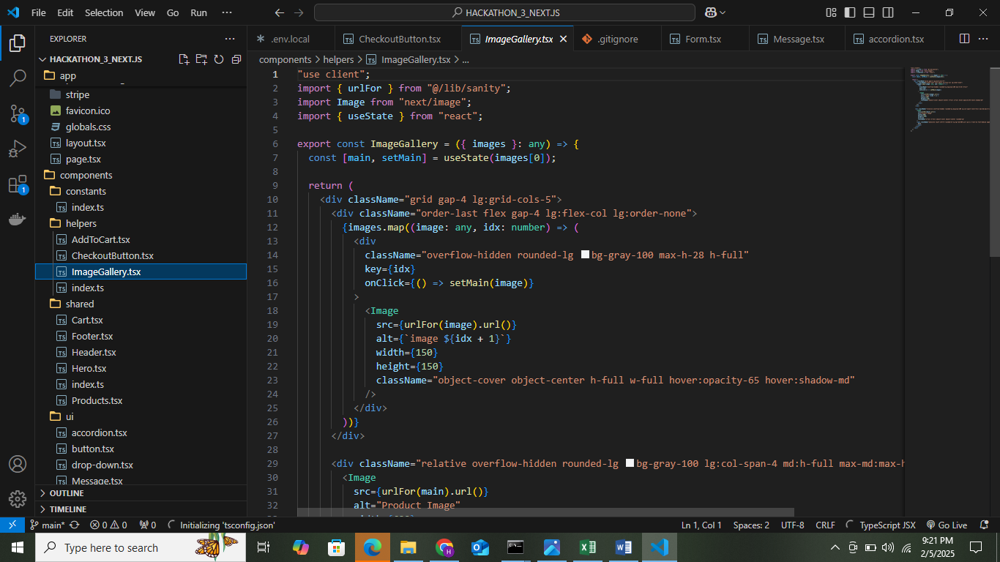 File Edit Selection View Go Run ···
HACKATHON_3_NEXT.JS
EXPLORER
HACKATHON_3_NEXT.JS
app
stripe
favicon.ico
globals.css
layout.tsx
page.tsx
components
constants
index.ts
helpers
AddToCart.tsx
CheckoutButton.tsx
ImageGallery.tsx
index.ts
shared
Cart.tsx
Footer.tsx
Header.tsx
Hero.tsx
index.ts
Products.tsx
ui
accordion.tsx
button.tsx
drop-down.tsx
Message.tsx
OUTLINE
TIMELINE
.env.local CheckoutButton.tsx ImageGallery.tsx .gitignore Form.tsx Message.tsx accordion.tsx
components > helpers > ImageGallery.tsx > ...
1 "use client";
2 import { urlFor } from "@/lib/sanity";
3 import Image from "next/image";
4 import { useState } from "react";
5
6 export const ImageGallery = ({ images }: any) => {
7 const [main, setMain] = useState(images[0]);
8
9 return (
10 <div className="grid gap-4 lg:grid-cols-5">
11 <div className="order-last flex gap-4 lg:flex-col lg:order-none">
12 {images.map((image: any, idx: number) => (
13 <div
14 className="overflow-hidden rounded-lg bg-gray-100 max-h-28 h-full"
15 key={idx}
16 onClick={() => setMain(image)}
17 >
18 <Image
19 src={urlFor(image).url()}
20 alt={`image ${idx + 1}`}
21 width={150}
22 height={150}
23 className="object-cover object-center h-full w-full hover:opacity-65 hover:shadow-md"
24 />
25 </div>
26 ))}
27 </div>
28
29 <div className="relative overflow-hidden rounded-lg bg-gray-100 lg:col-span-4 md:h-full max-md:max-h
30 <Image
31 src={urlFor(main).url()}
32 alt="Product Image"
main* 0 0 0 Initializing 'tsconfig.json' Ln 1, Col 1 Spaces: 2 UTF-8 CRLF TypeScript JSX Go Live
Type here to search
9:21 PM
2/5/2025